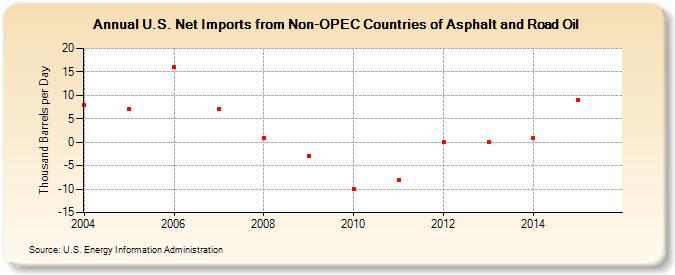 Annual U.S. Net Imports from Non-OPEC Countries of Asphalt and Road Oil
Thousand Barrels per Day
20
15
10
5
0
-5
-10
-15
2004 2006 2008 2010 2012 2014
Source: U.S. Energy Information Administration